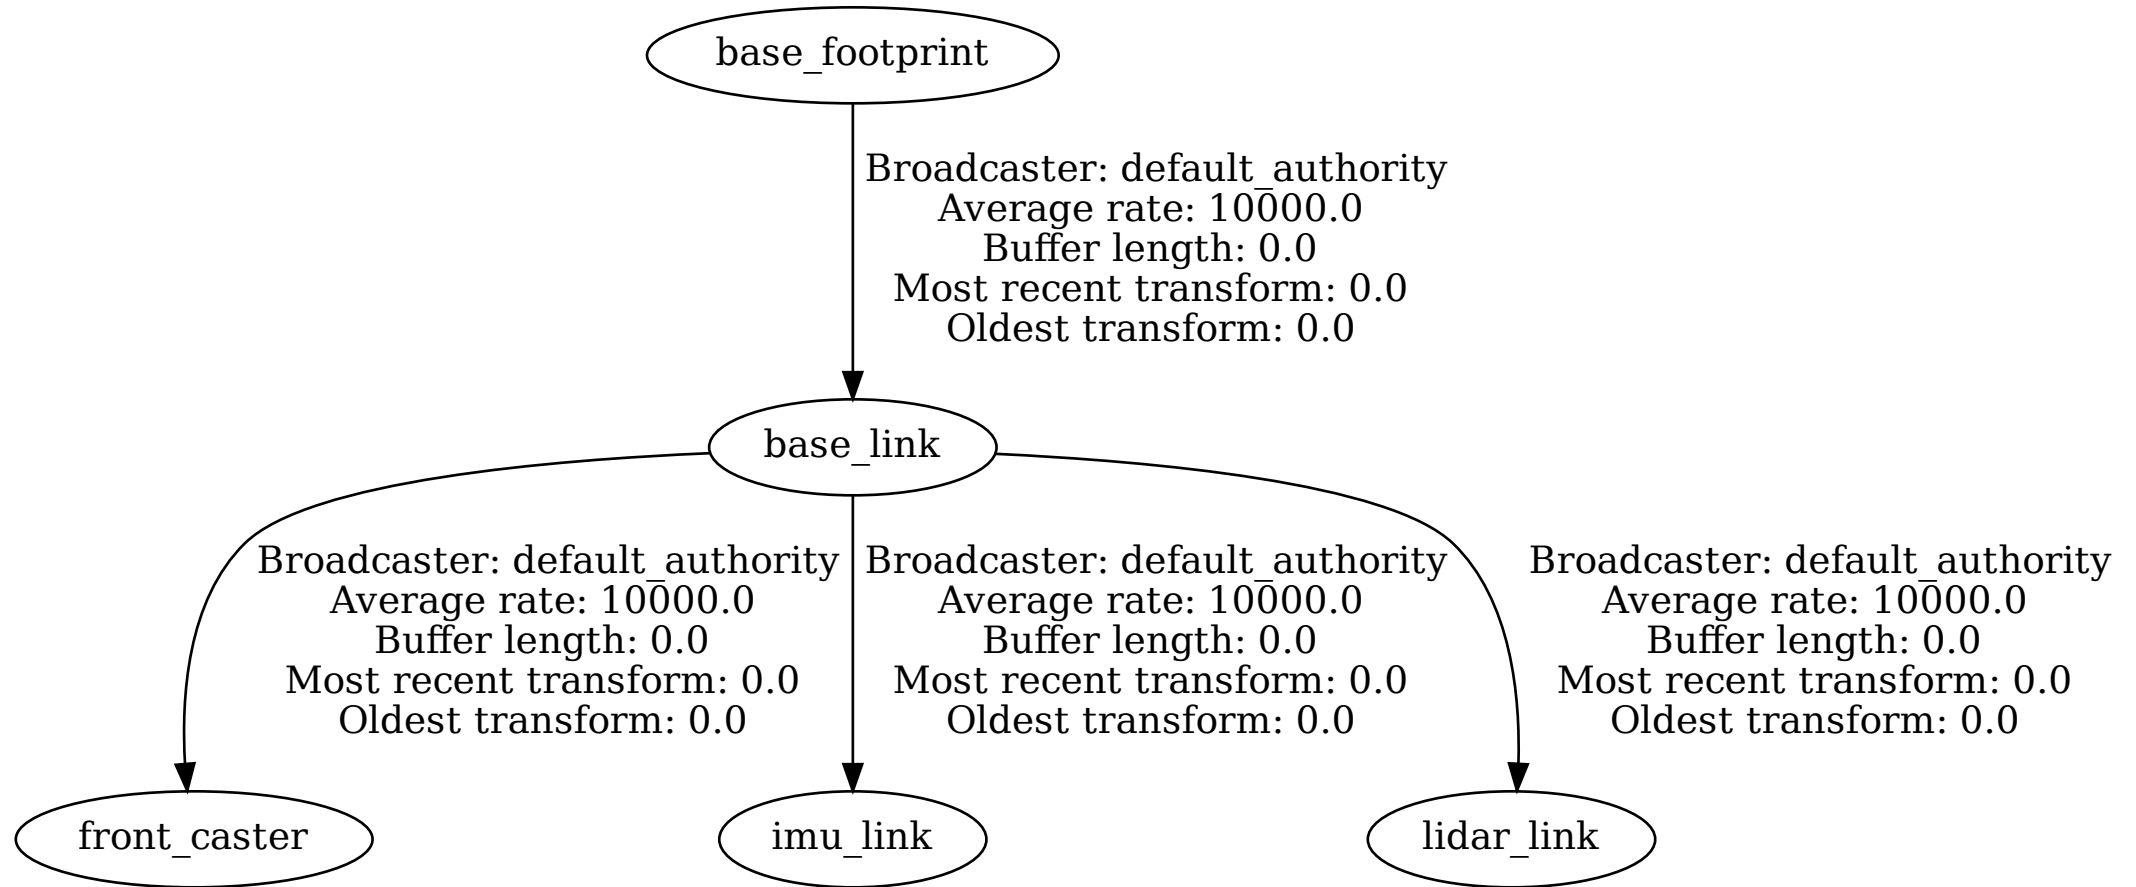 base_footprint
Broadcaster: default_authority
Average rate: 10000.0
Buffer length: 0.0
Most recent transform: 0.0
Oldest transform: 0.0
base_link
Broadcaster: default_authority
Average rate: 10000.0
Buffer length: 0.0
Most recent transform: 0.0
Oldest transform: 0.0
Broadcaster: default_authority
Average rate: 10000.0
Buffer length: 0.0
Most recent transform: 0.0
Oldest transform: 0.0
Broadcaster: default_authority
Average rate: 10000.0
Buffer length: 0.0
Most recent transform: 0.0
Oldest transform: 0.0
front_caster
imu_link
lidar_link